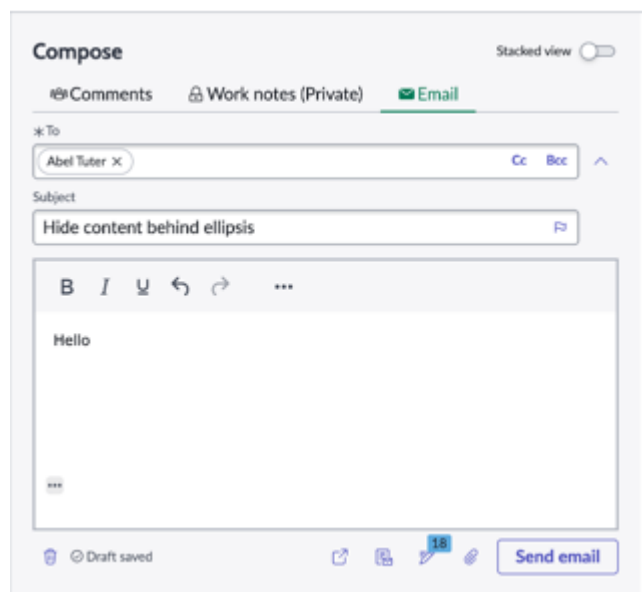 Compose
Stacked view
Comments Work notes (Private) Email
* To
Abel Tuter × Cc Bcc
Subject
Hide content behind ellipsis
B I U •••
Hello
•••
18
Draft saved Send email